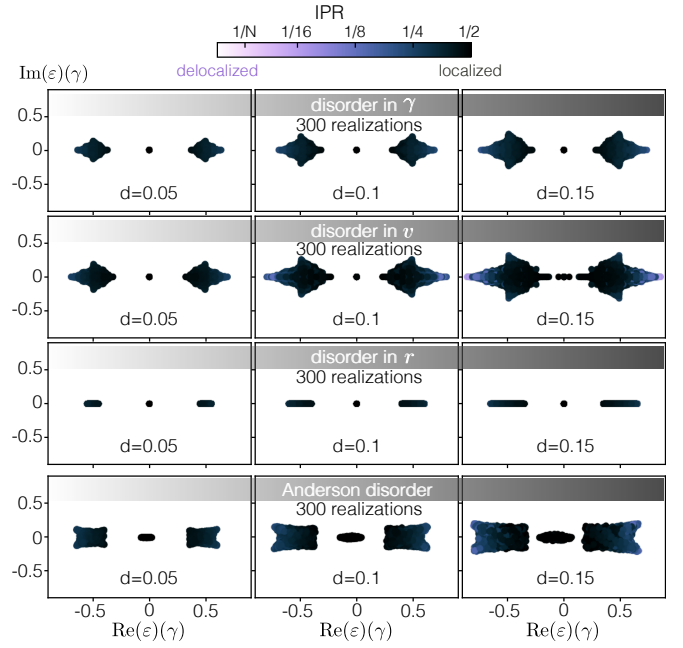 IPR
1/N 1/16 1/8 1/4 1/2
delocalized localized
Im(ε)(γ)
disorder in γ
300 realizations
0.5
0
-0.5
d=0.05 d=0.1 d=0.15
disorder in v
300 realizations
0.5
0
-0.5
d=0.05 d=0.1 d=0.15
disorder in r
300 realizations
0.5
0
-0.5
d=0.05 d=0.1 d=0.15
Anderson disorder
300 realizations
0.5
0
-0.5
d=0.05 d=0.1 d=0.15
-0.5 0 0.5 -0.5 0 0.5 -0.5 0 0.5
Re(ε)(γ) Re(ε)(γ) Re(ε)(γ)